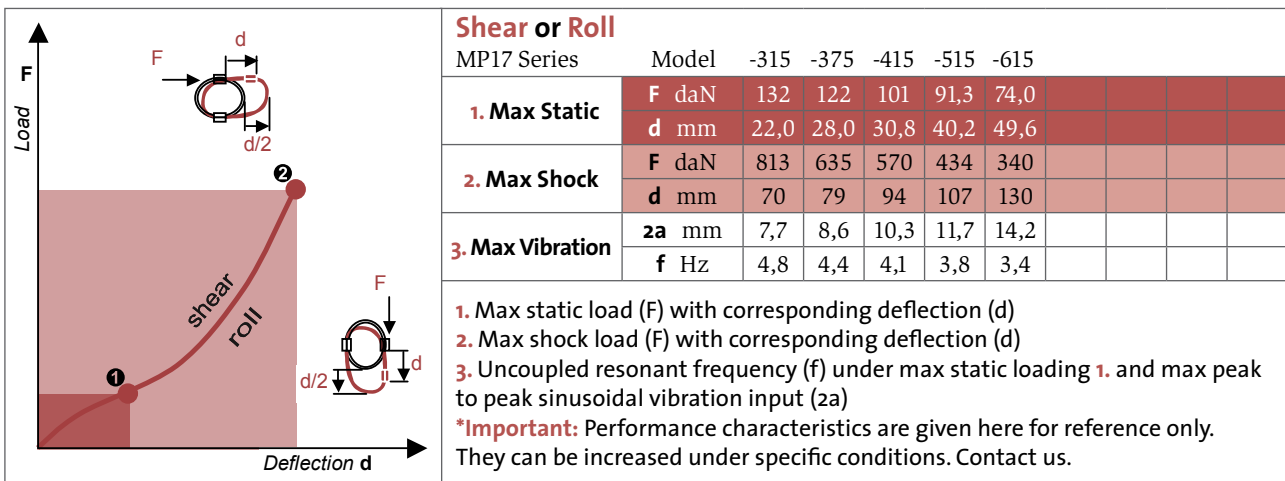 F
Load
F
d
d/2
2
shear
roll
1
F
d
d/2
Deflection d
Shear or Roll
MP17 Series Model -315 -375 -415 -515 -615
1. Max Static F daN 132 122 101 91,3 74,0
d mm 22,0 28,0 30,8 40,2 49,6
2. Max Shock F daN 813 635 570 434 340
d mm 70 79 94 107 130
3. Max Vibration 2a mm 7,7 8,6 10,3 11,7 14,2
f Hz 4,8 4,4 4,1 3,8 3,4
1. Max static load (F) with corresponding deflection (d)
2. Max shock load (F) with corresponding deflection (d)
3. Uncoupled resonant frequency (f) under max static loading 1. and max peak
to peak sinusoidal vibration input (2a)
*Important: Performance characteristics are given here for reference only.
They can be increased under specific conditions. Contact us.